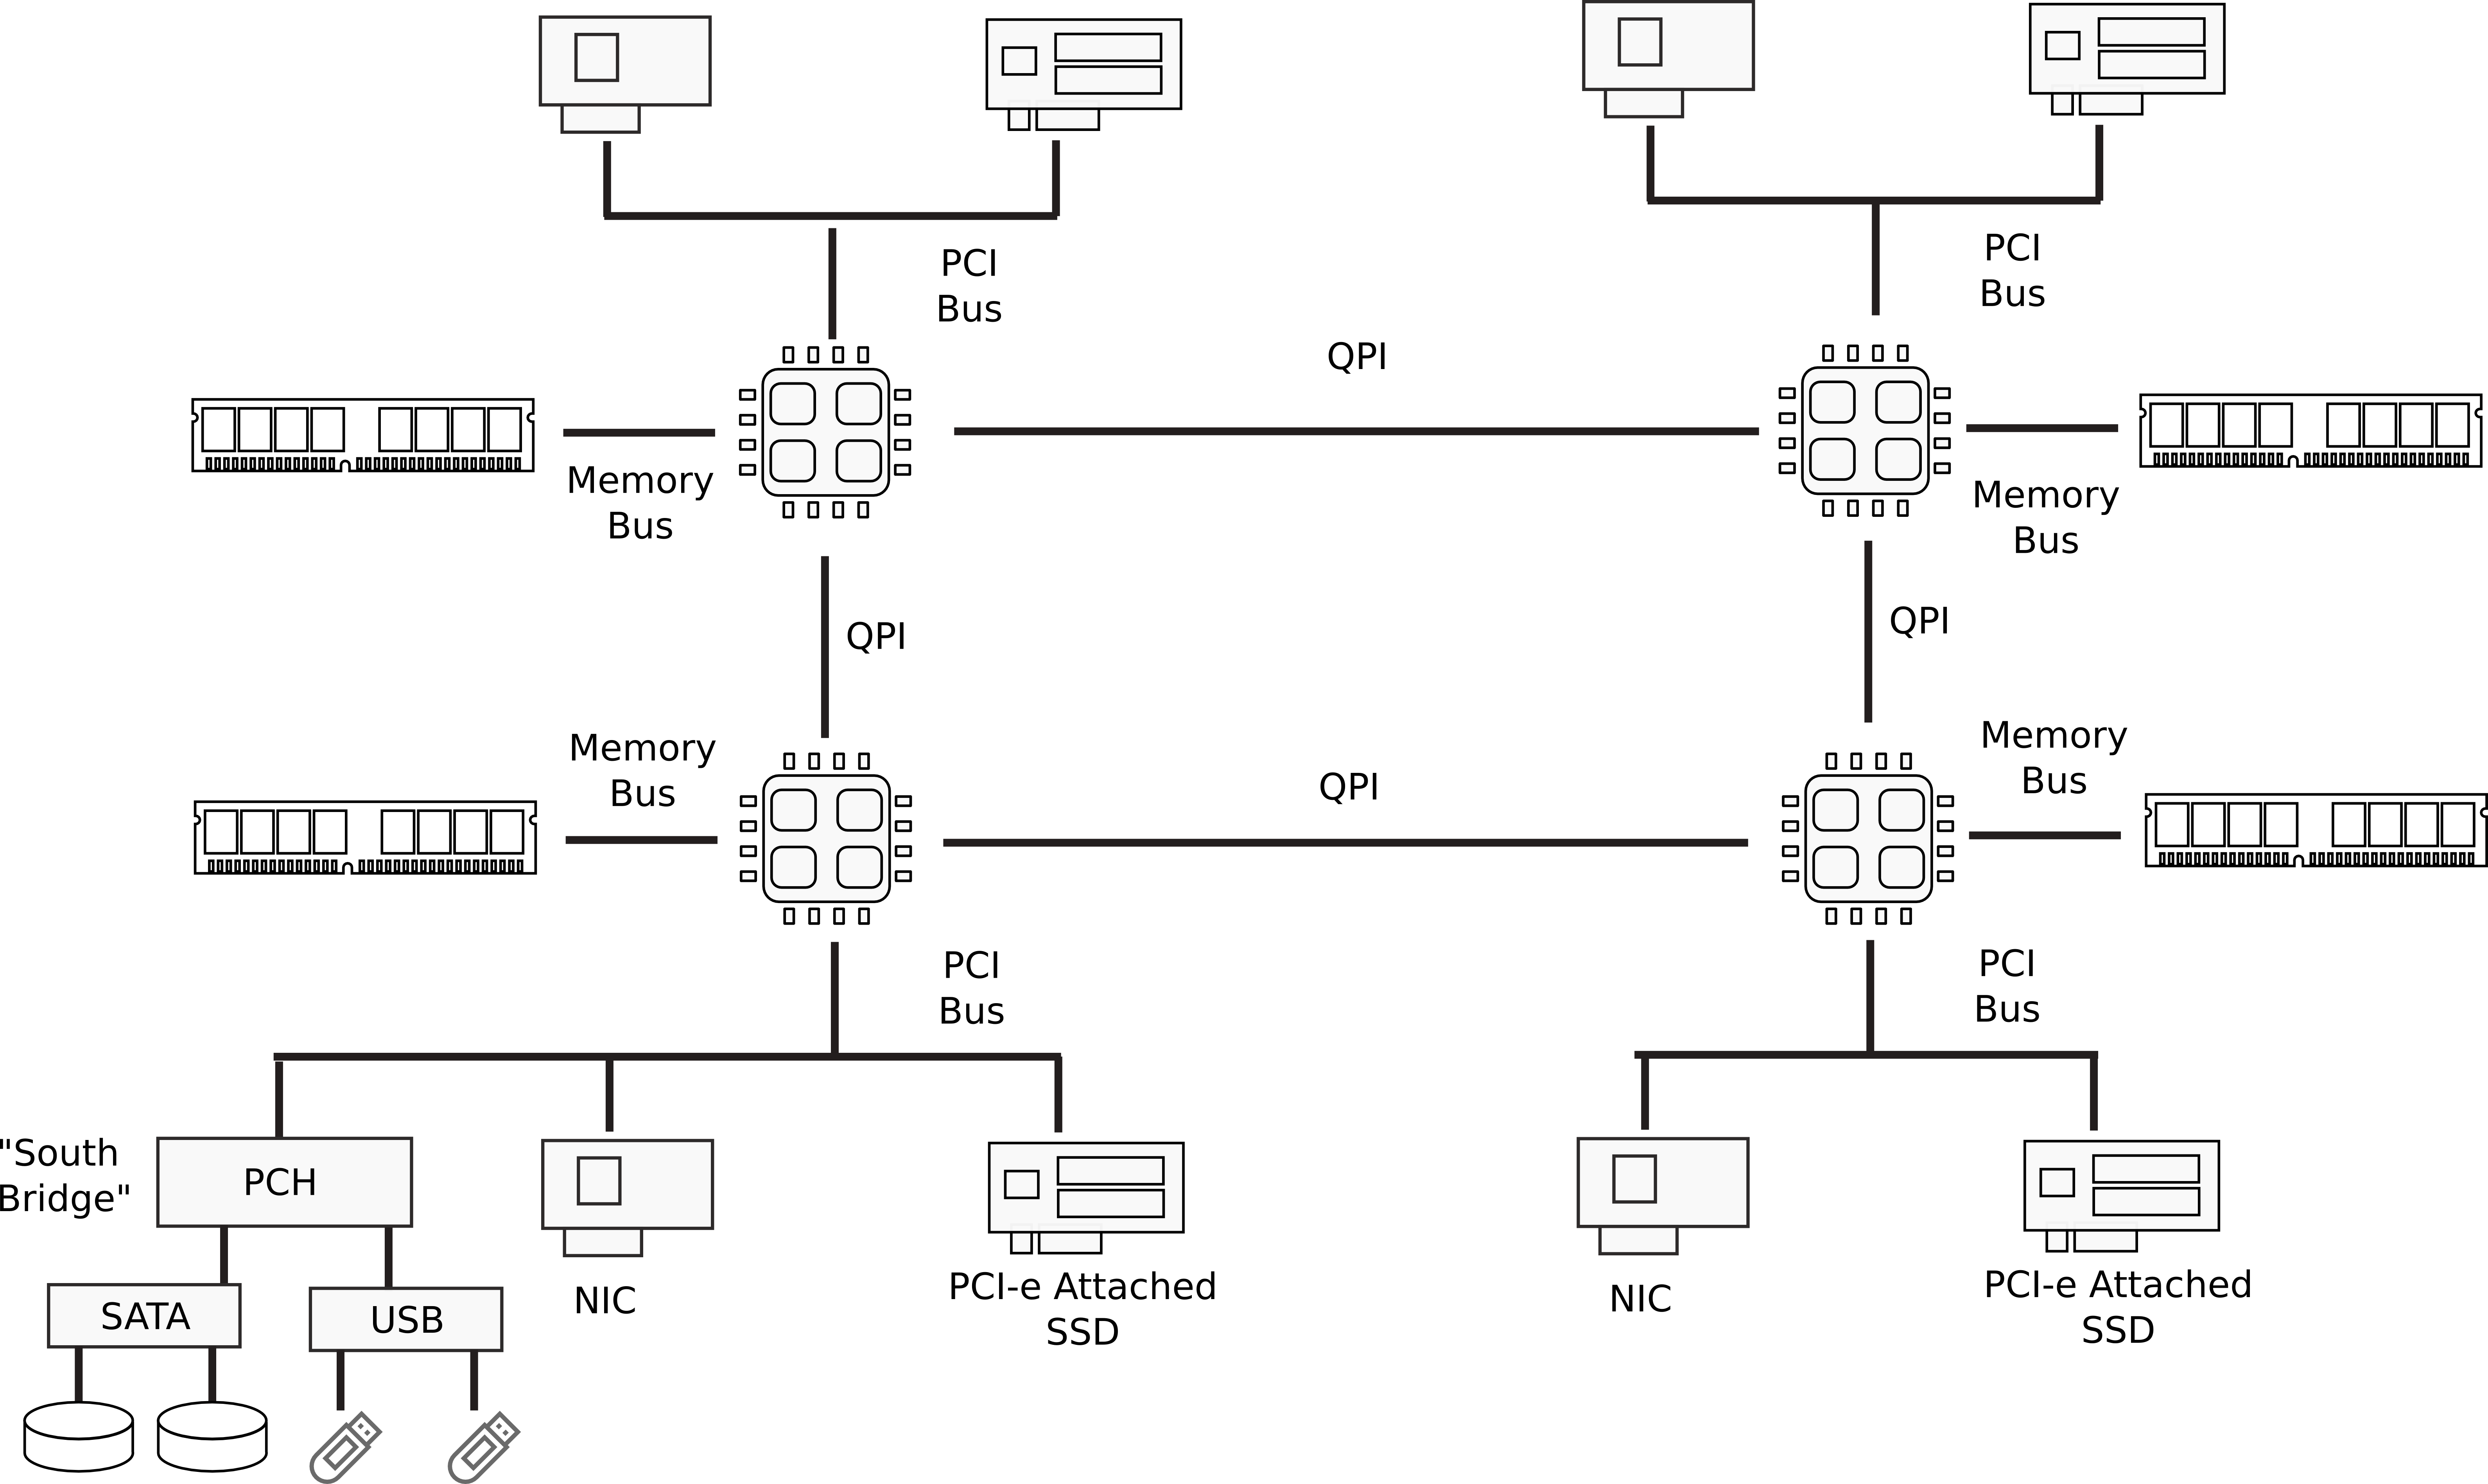 PCI
Bus
PCI
Bus
QPI
Memory
Bus
Memory
Bus
QPI
QPI
Memory
Bus
Memory
Bus
QPI
PCI
Bus
PCI
Bus
"South
Bridge"
PCH
SATA
USB
NIC
PCI-e Attached
SSD
NIC
PCI-e Attached
SSD